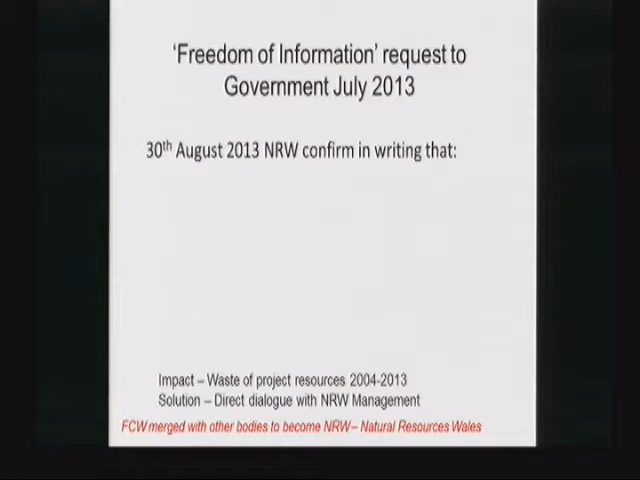 ‘Freedom of Information’ request to
Government July 2013
30th August 2013 NRW confirm in writing that:
Impact – Waste of project resources 2004-2013
Solution – Direct dialogue with NRW Management
FCW merged with other bodies to become NRW– Natural Resources Wales